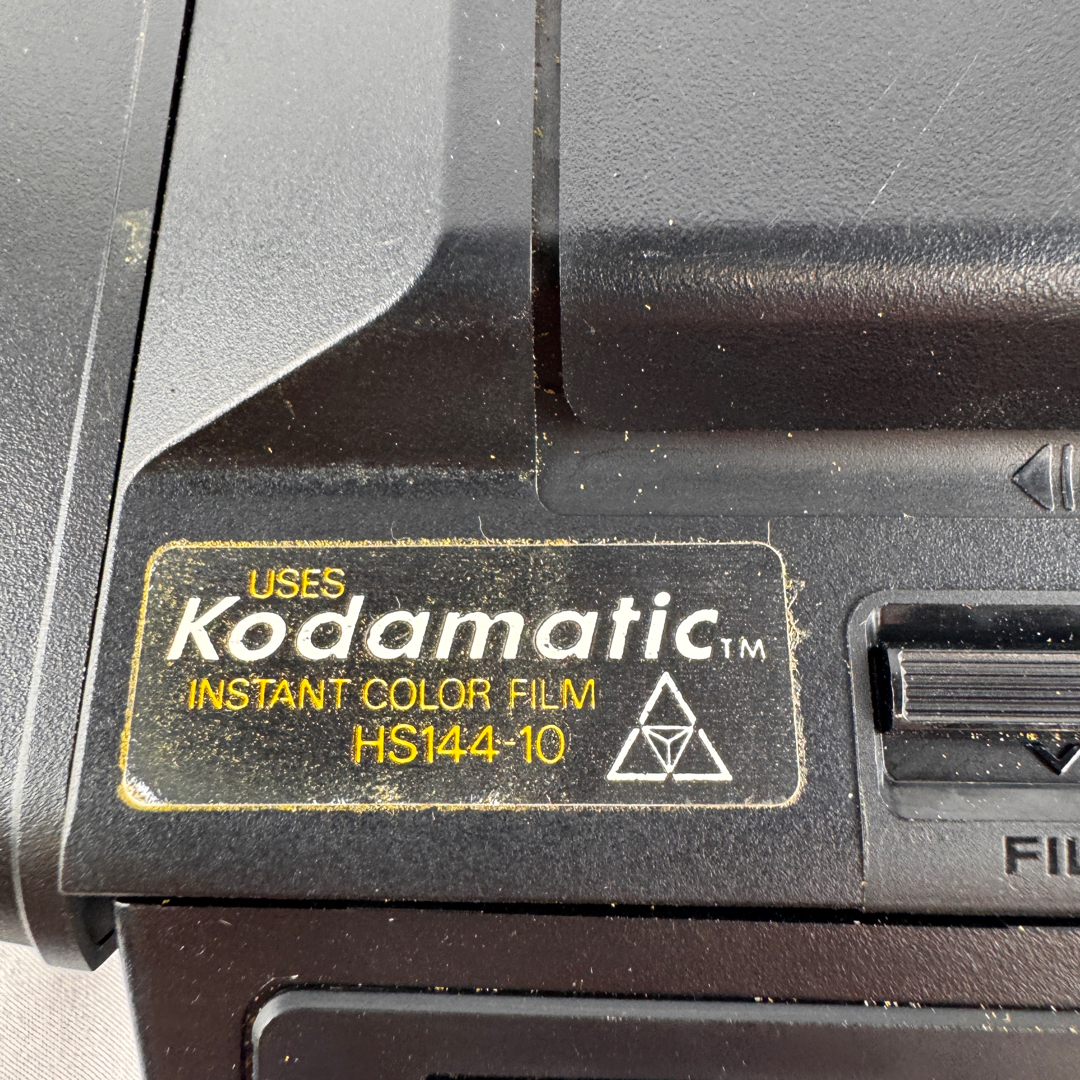 USES
Kodamatic™
INSTANT COLOR FILM
HS144-10